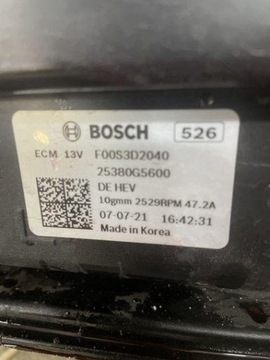 BOSCH 526
ECM 13V F00S3D2040
25380G5600
DE HEV
10gmm 2529RPM 47.2A
07-07-21 16:42:31
Made in Korea